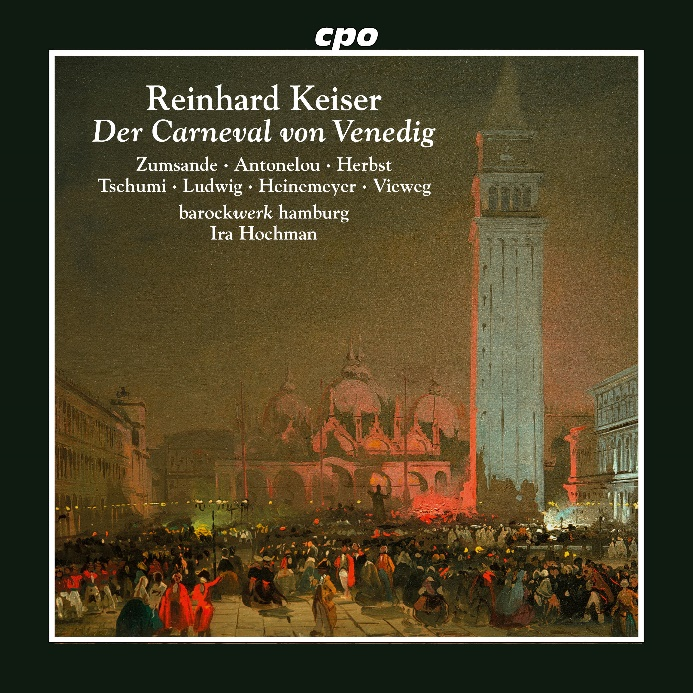 cpo
Reinhard Keiser
Der Carneval von Venedig
Zumsande · Antonelou · Herbst
Tschumi · Ludwig · Heinemeyer · Vieweg
barockwerk hamburg
Ira Hochman